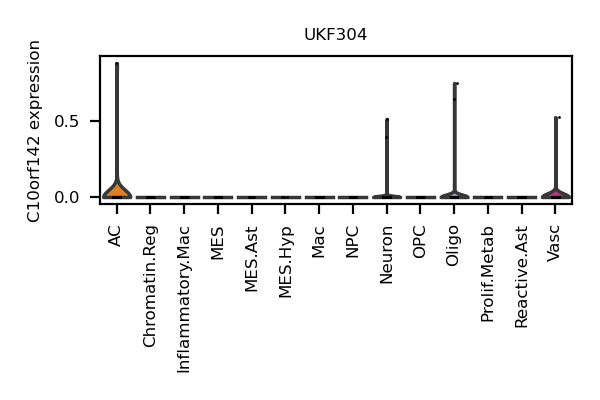 UKF304
C10orf142 expression
0.5
0.0
AC
Chromatin.Reg
Inflammatory.Mac
MES
MES.Ast
MES.Hyp
Mac
NPC
Neuron
OPC
Oligo
Prolif.Metab
Reactive.Ast
Vasc